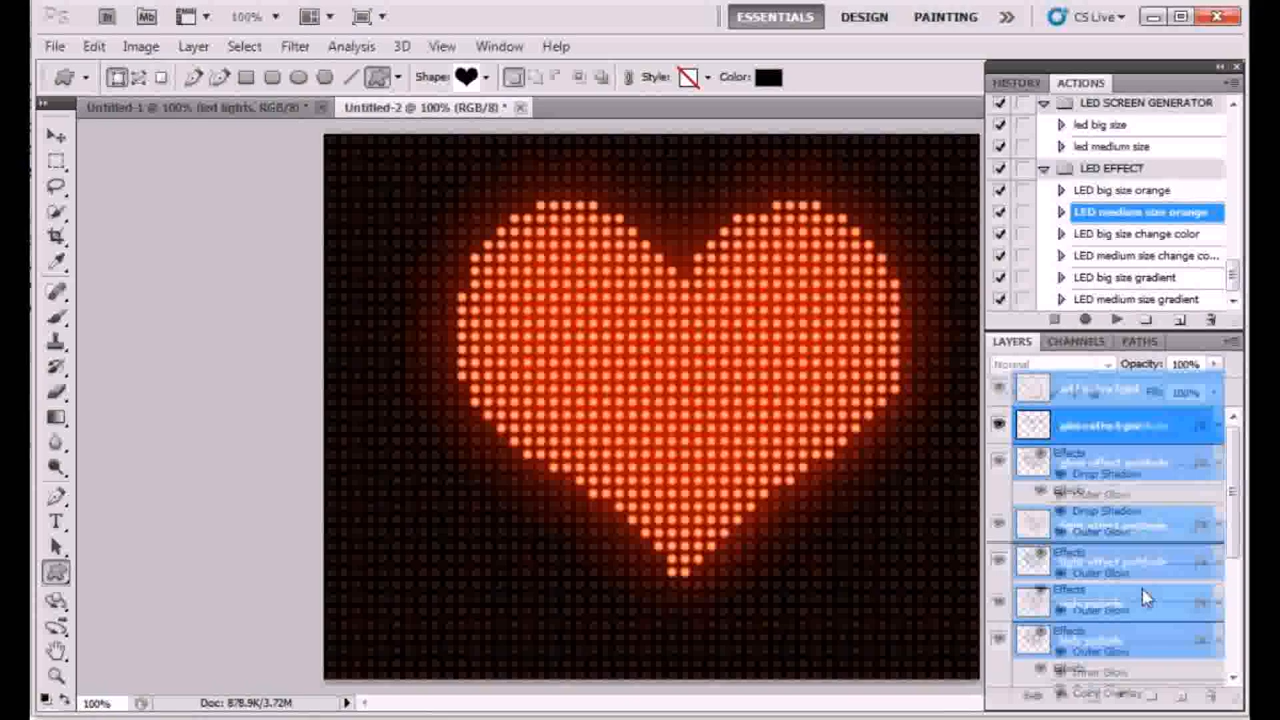 Ps Br Mb 100% ESSENTIALS DESIGN PAINTING CS Live
File Edit Image Layer Select Filter Analysis 3D View Window Help
Shape: Style: Color:
Untitled-1 @ 100% (led lights, RGB/8) * Untitled-2 @ 100% (RGB/8) *
HISTORY ACTIONS
LED SCREEN GENERATOR
led big size
led medium size
LED EFFECT
LED big size orange
LED medium size orange
LED big size change color
LED medium size change co...
LED big size gradient
LED medium size gradient
LAYERS CHANNELS PATHS
Normal Opacity: 100%
Fill: 100%
Effects
Drop Shadow
Effects
Outer Glow
Drop Shadow
Outer Glow
Effects
Outer Glow
Effects
Outer Glow
Effects
Outer Glow
Effects
Inner Glow
Color Overlay
T
100% Doc: 878.9K/3.72M